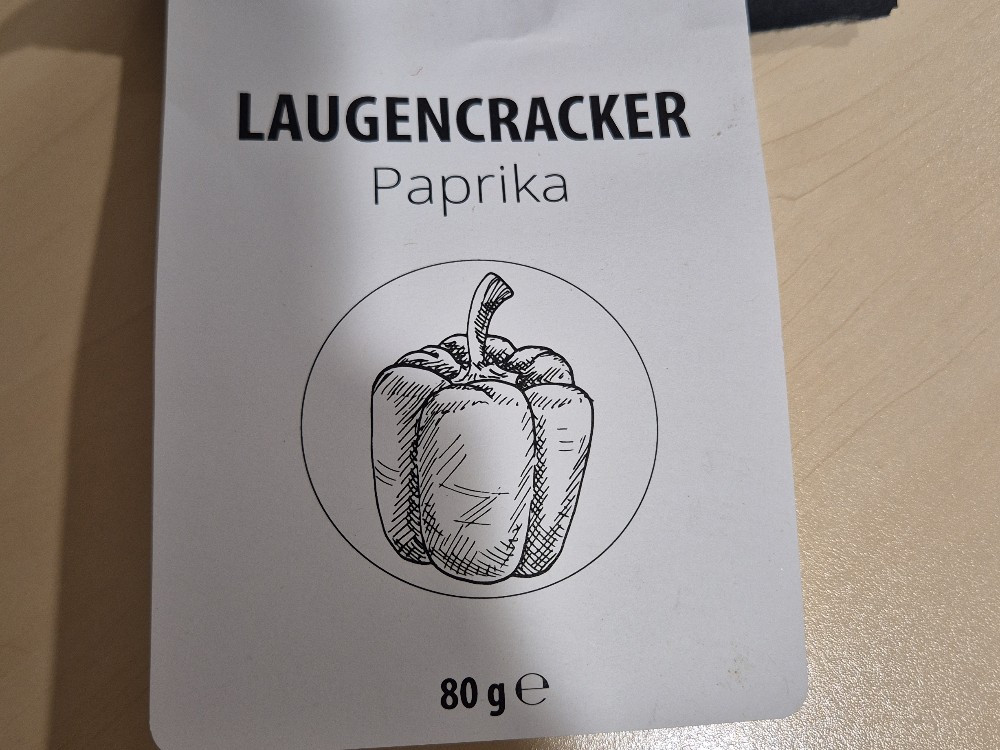 LAUGENCRACKER
Paprika
80 g ℮